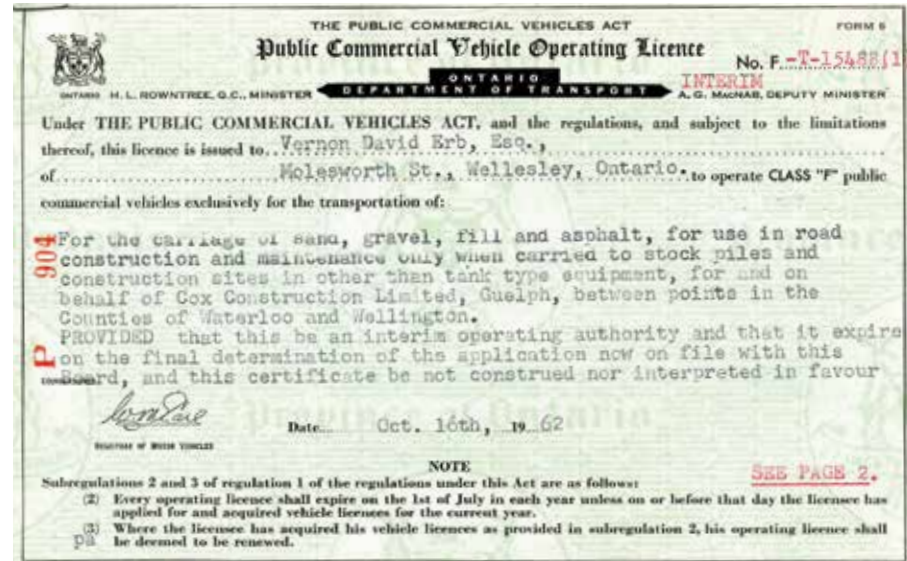 THE PUBLIC COMMERCIAL VEHICLES ACT
FORM 6
Public Commercial Vehicle Operating Licence
No. F. -T-15488(1
ONTARIO
DEPARTMENT OF TRANSPORT
INTERIM
ONTARIO H. L. ROWNTREE, Q.C., MINISTER
A. G. MACNAB, DEPUTY MINISTER
Under THE PUBLIC COMMERCIAL VEHICLES ACT, and the regulations, and subject to the limitations
thereof, this licence is issued to Vernon David Erb, Esq.,
of Molesworth St., Wellesley, Ontario. to operate CLASS "F" public
commercial vehicles exclusively for the transportation of:
"For the carriage of sand, gravel, fill and asphalt, for use in road
construction and maintenance only when carried to stock piles and
construction sites in other than tank type equipment, for and on
behalf of Cox Construction Limited, Guelph, between points in the
Counties of Waterloo and Wellington.
PROVIDED that this be an interim operating authority and that it expire
on the final determination of the application now on file with this
Board, and this certificate be not construed nor interpreted in favour
P 904
Province of Ontario
Date Oct. 16th, 19 62
REGISTRAR OF MOTOR VEHICLES
NOTE
SEE PAGE 2.
Subregulations 2 and 3 of regulation 1 of the regulations under this Act are as follows:
(2) Every operating licence shall expire on the 1st of July in each year unless on or before that day the licensee has
applied for and acquired vehicle licences for the current year.
(3) Where the licensee has acquired his vehicle licences as provided in subregulation 2, his operating licence shall
be deemed to be renewed.
pa